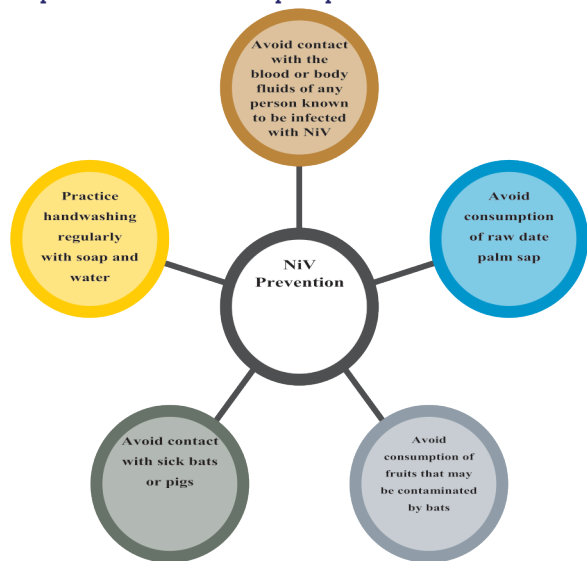 Avoid contact
with the
blood or body
fluids of any
person known
to be infected
with NiV
Practice
handwashing
regularly
with soap and
water
Avoid
consumption
of raw date
palm sap
NiV
Prevention
Avoid contact
with sick bats
or pigs
Avoid
consumption of
fruits that may
be contaminated
by bats